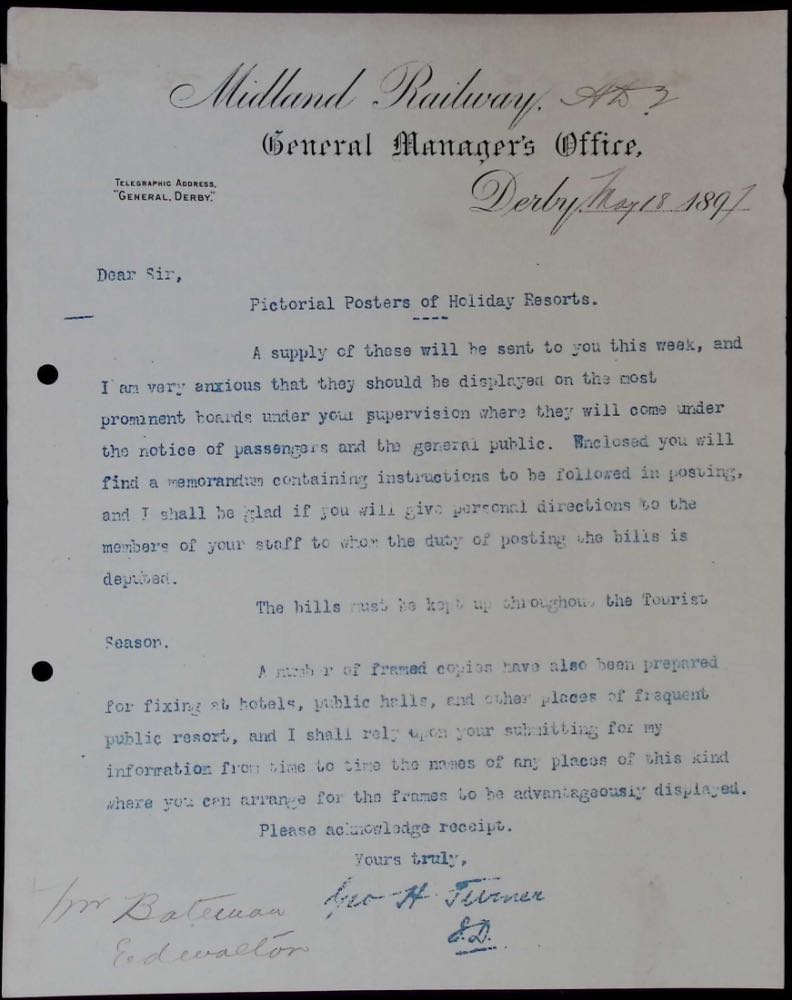 Midland Railway.
General Manager's Office,
TELEGRAPHIC ADDRESS.
"GENERAL, DERBY."
Derby, May 18 1897
Dear Sir,
Pictorial Posters of Holiday Resorts.
----
A supply of these will be sent to you this week, and
I am very anxious that they should be displayed on the most
prominent boards under your supervision where they will come under
the notice of passengers and the general public. Enclosed you will
find a memorandum containing instructions to be followed in posting,
and I shall be glad if you will give personal directions to the
members of your staff to whom the duty of posting the bills is
deputed.
The bills must be kept up throughout the Tourist
Season.
A number of framed copies have also been prepared
for fixing at hotels, public halls, and other places of frequent
public resort, and I shall rely upon your submitting for my
information from time to time the names of any places of this kind
where you can arrange for the frames to be advantageously displayed.
Please acknowledge receipt.
Yours truly,
Geo H Turner
E.D.
Mr Bateman
Edwalton